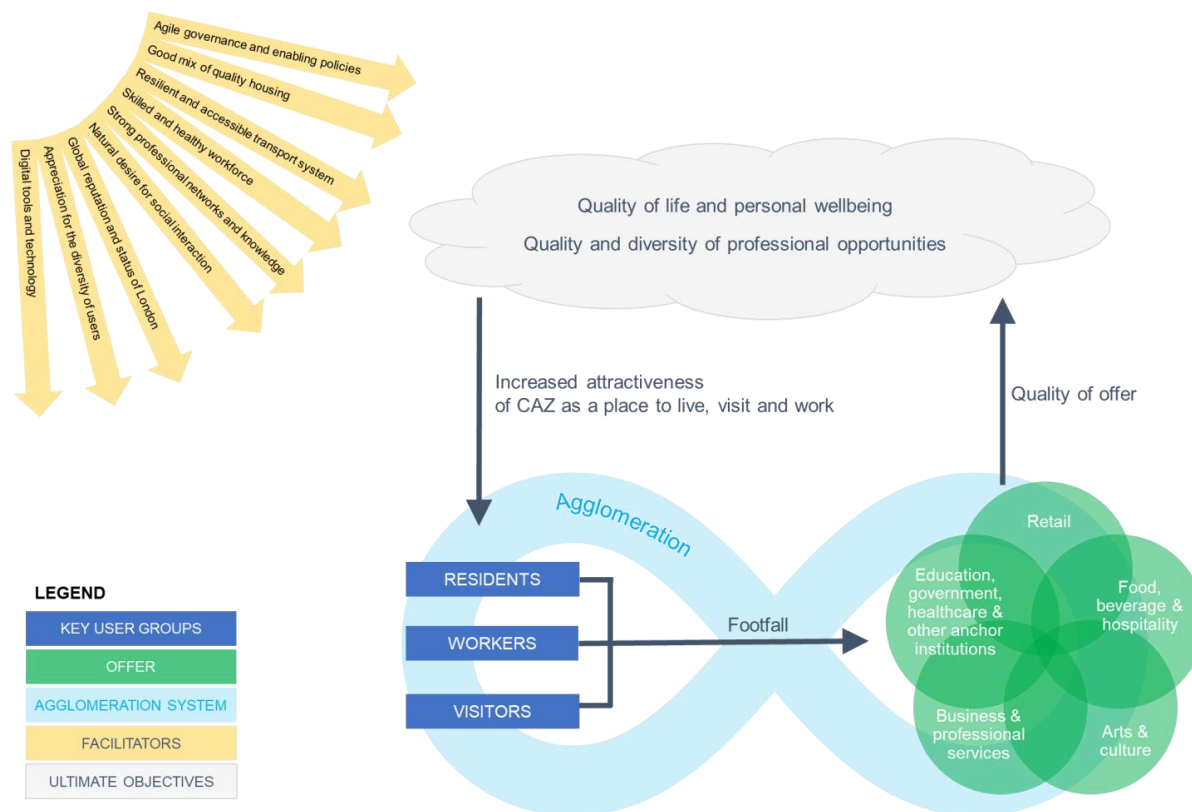 Agile governance and enabling policies
Good mix of quality housing
Resilient and accessible transport system
Skilled and healthy workforce
Strong professional networks and knowledge
Natural desire for social interaction
Global reputation and status of London
Appreciation for the diversity of users
Digital tools and technology
Quality of life and personal wellbeing
Quality and diversity of professional opportunities
Increased attractiveness
of CAZ as a place to live, visit and work
Quality of offer
Agglomeration
RESIDENTS
WORKERS
VISITORS
Footfall
Retail
Education,
government,
healthcare &
other anchor
institutions
Food,
beverage &
hospitality
Business &
professional
services
Arts &
culture
LEGEND
KEY USER GROUPS
OFFER
AGGLOMERATION SYSTEM
FACILITATORS
ULTIMATE OBJECTIVES